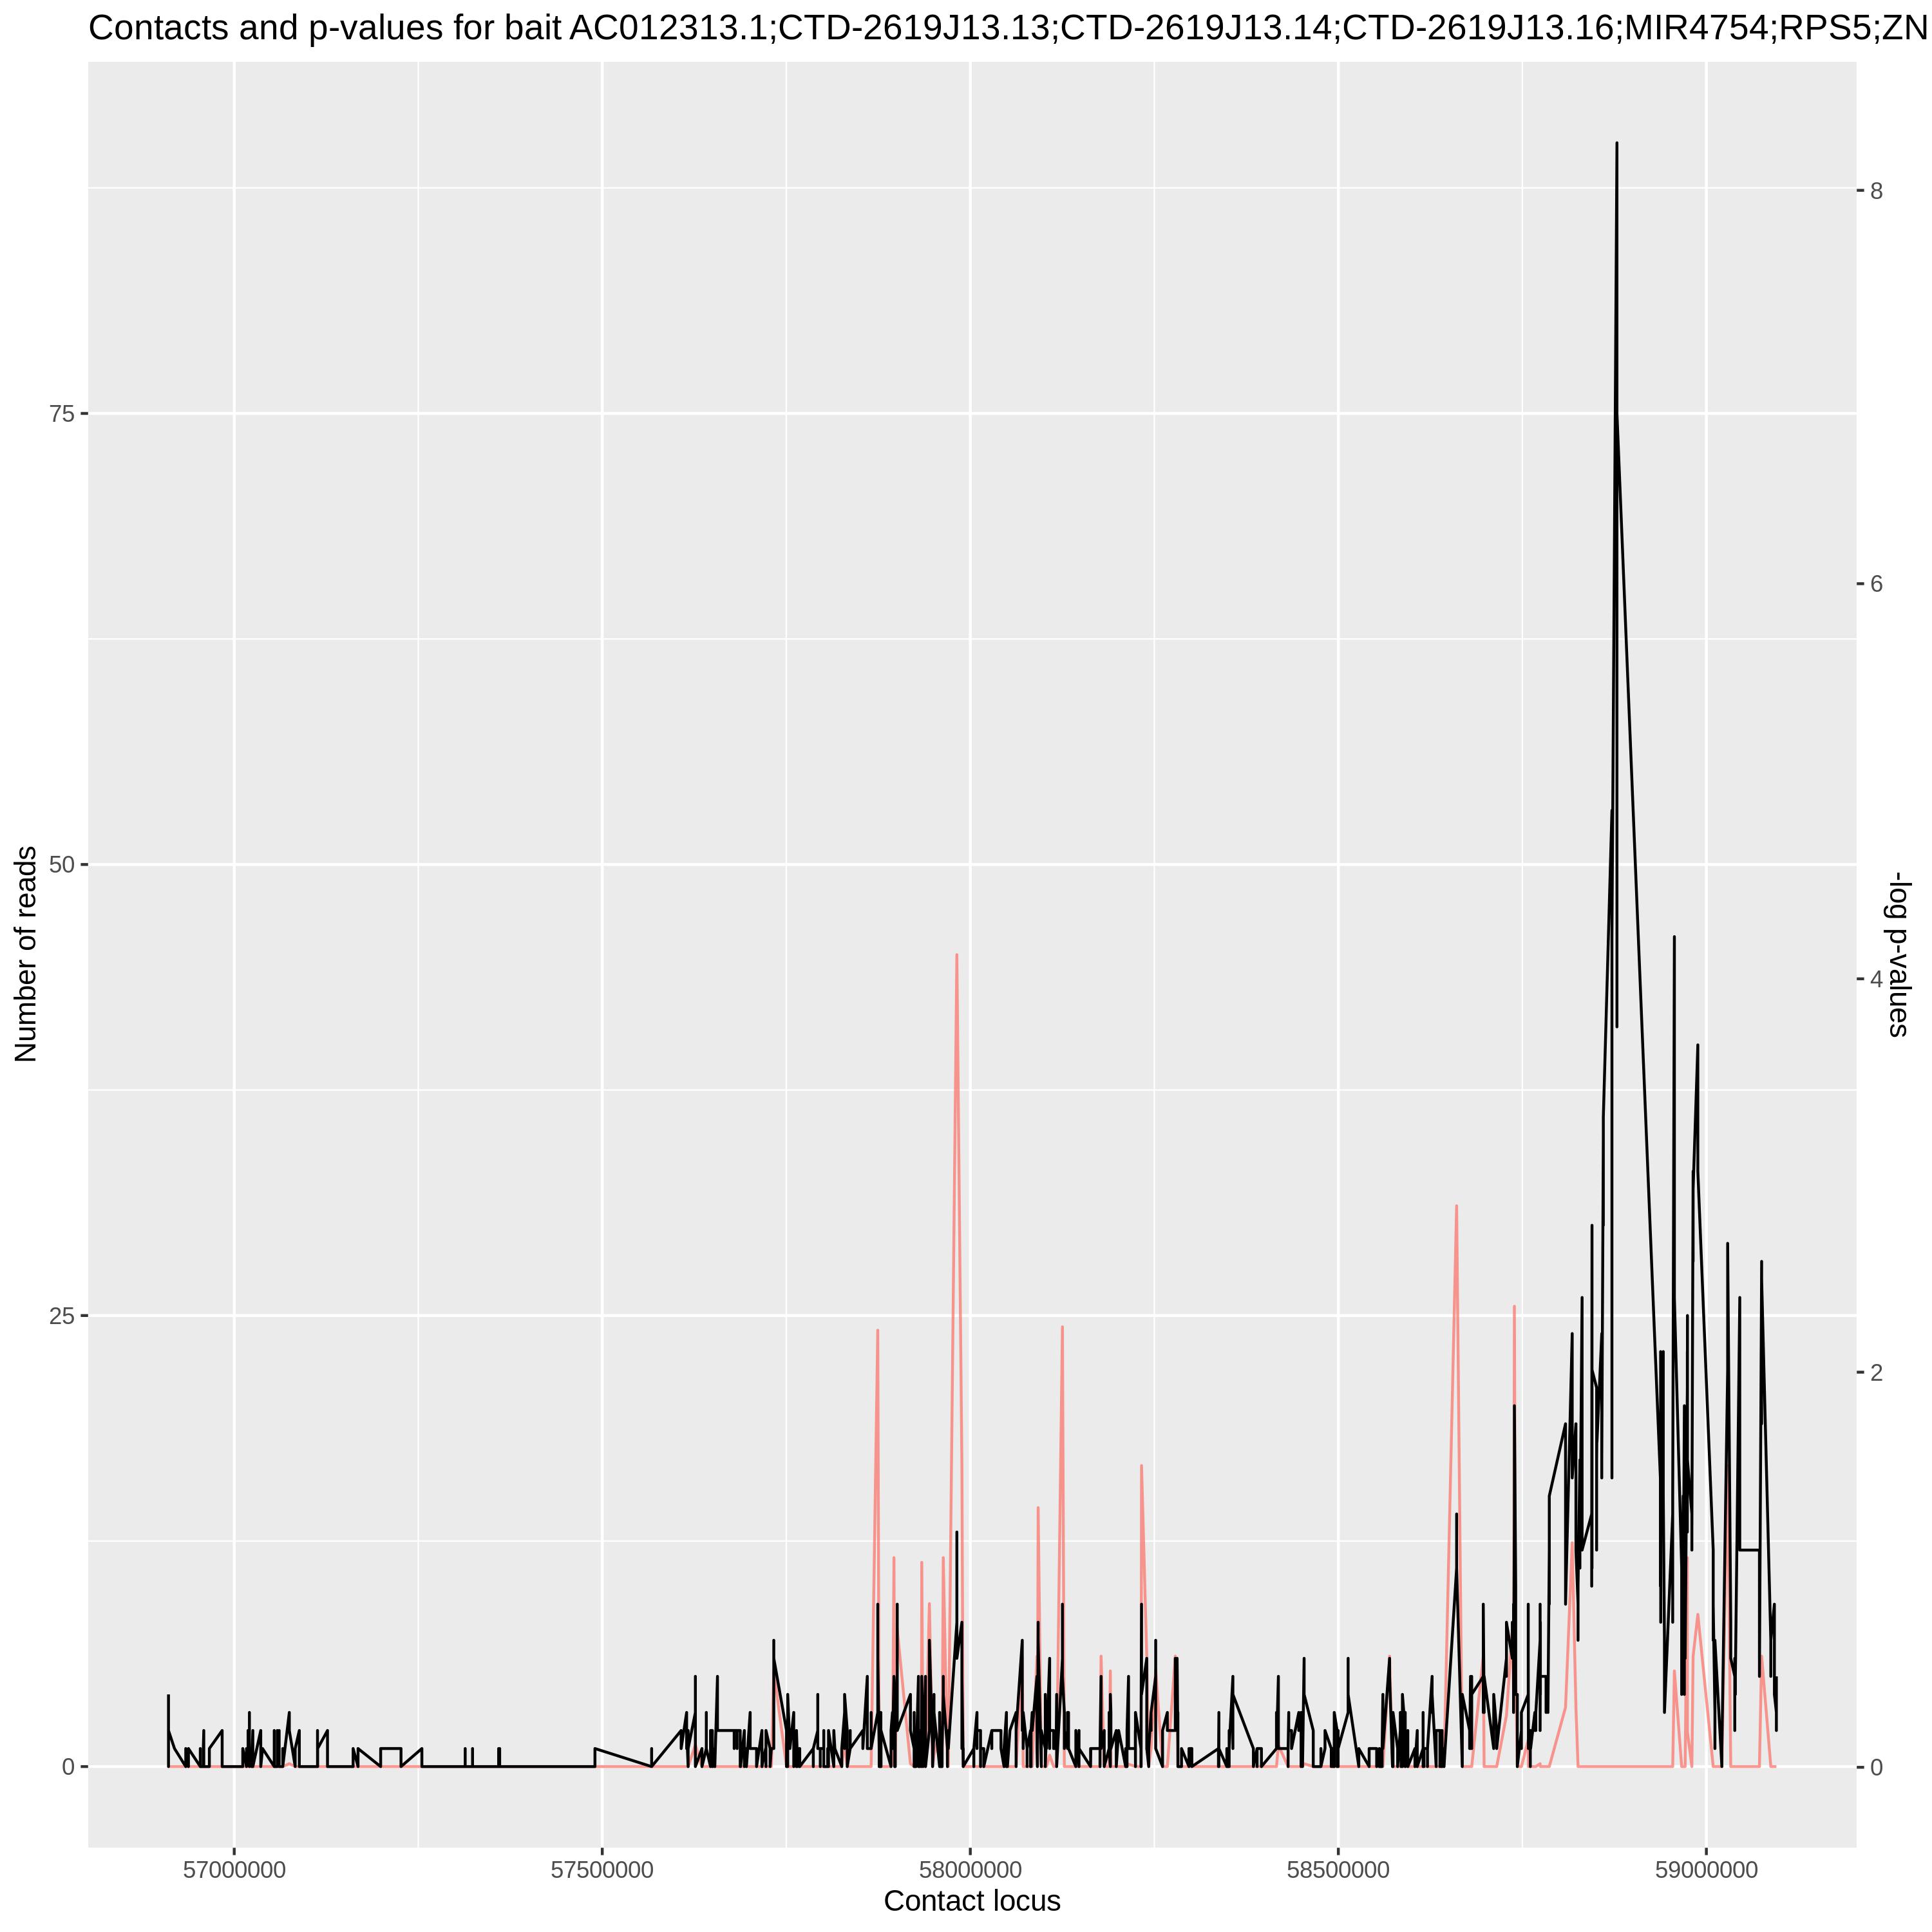 Contacts and p-values for bait AC012313.1;CTD-2619J13.13;CTD-2619J13.14;CTD-2619J13.16;MIR4754;RPS5;ZN
75
50
25
0
Number of reads
8
6
4
2
0
-log p-values
57000000 57500000 58000000 58500000 59000000
Contact locus